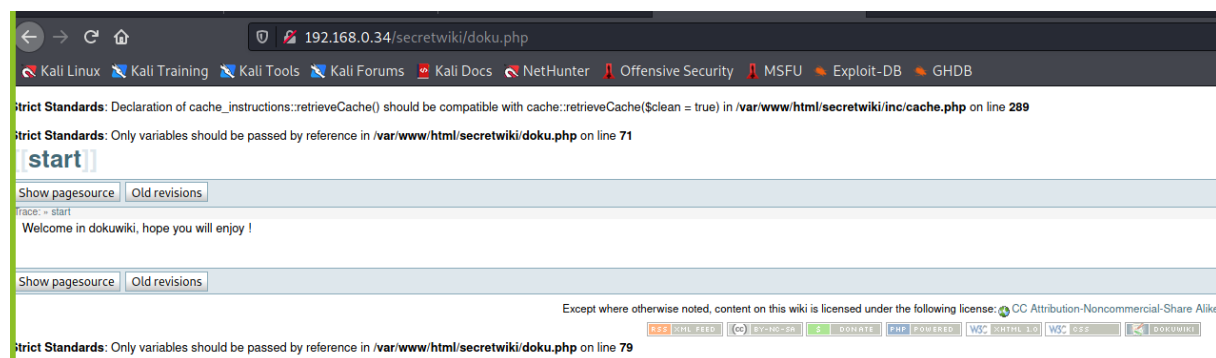 192.168.0.34/secretwiki/doku.php
Kali Linux Kali Training Kali Tools Kali Forums Kali Docs NetHunter Offensive Security MSFU Exploit-DB GHDB
Strict Standards: Declaration of cache_instructions::retrieveCache() should be compatible with cache::retrieveCache($clean = true) in /var/www/html/secretwiki/inc/cache.php on line 289
Strict Standards: Only variables should be passed by reference in /var/www/html/secretwiki/doku.php on line 71
[[start]]
Show pagesource Old revisions
Trace: » start
Welcome in dokuwiki, hope you will enjoy !
Show pagesource Old revisions
Except where otherwise noted, content on this wiki is licensed under the following license: CC Attribution-Noncommercial-Share Alike
RSS XML FEED (cc) BY-NC-SA $ DONATE PHP POWERED W3C XHTML 1.0 W3C CSS DOKUWIKI
Strict Standards: Only variables should be passed by reference in /var/www/html/secretwiki/doku.php on line 79